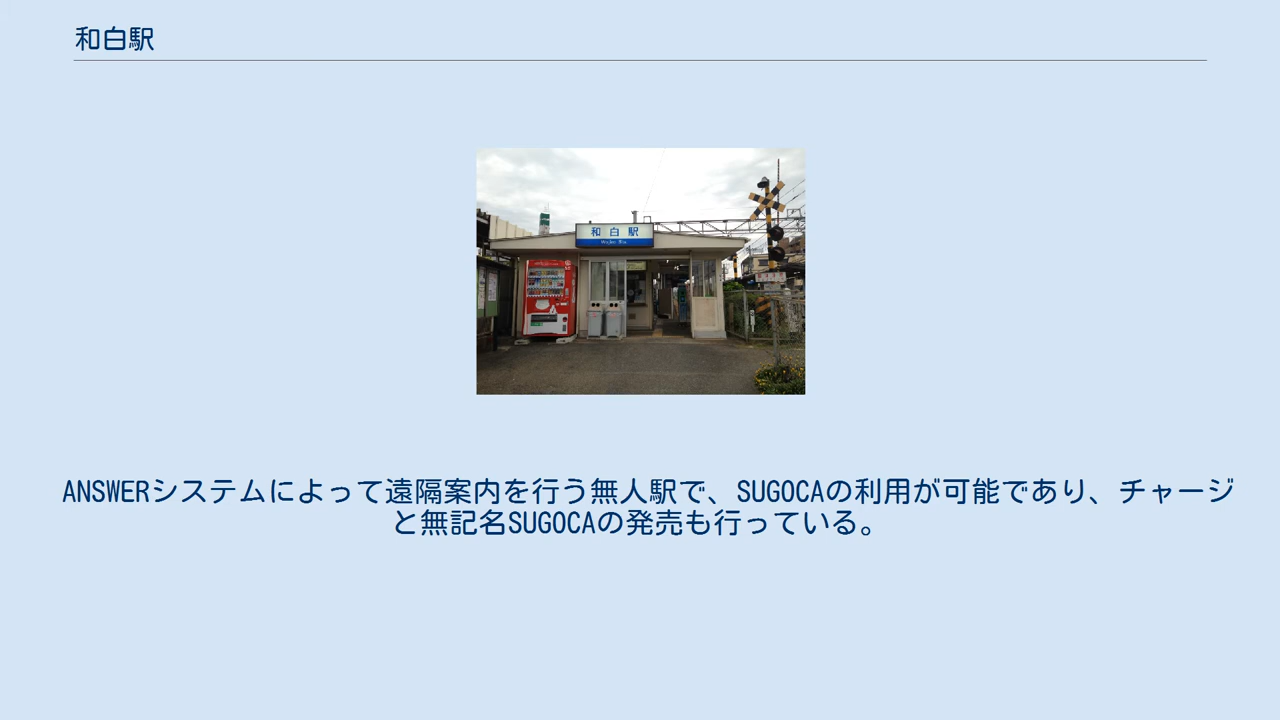 和白駅
和白駅
Wajiro Sta.
ANSWERシステムによって遠隔案内を行う無人駅で、SUGOCAの利用が可能であり、チャージ
と無記名SUGOCAの発売も行っている。